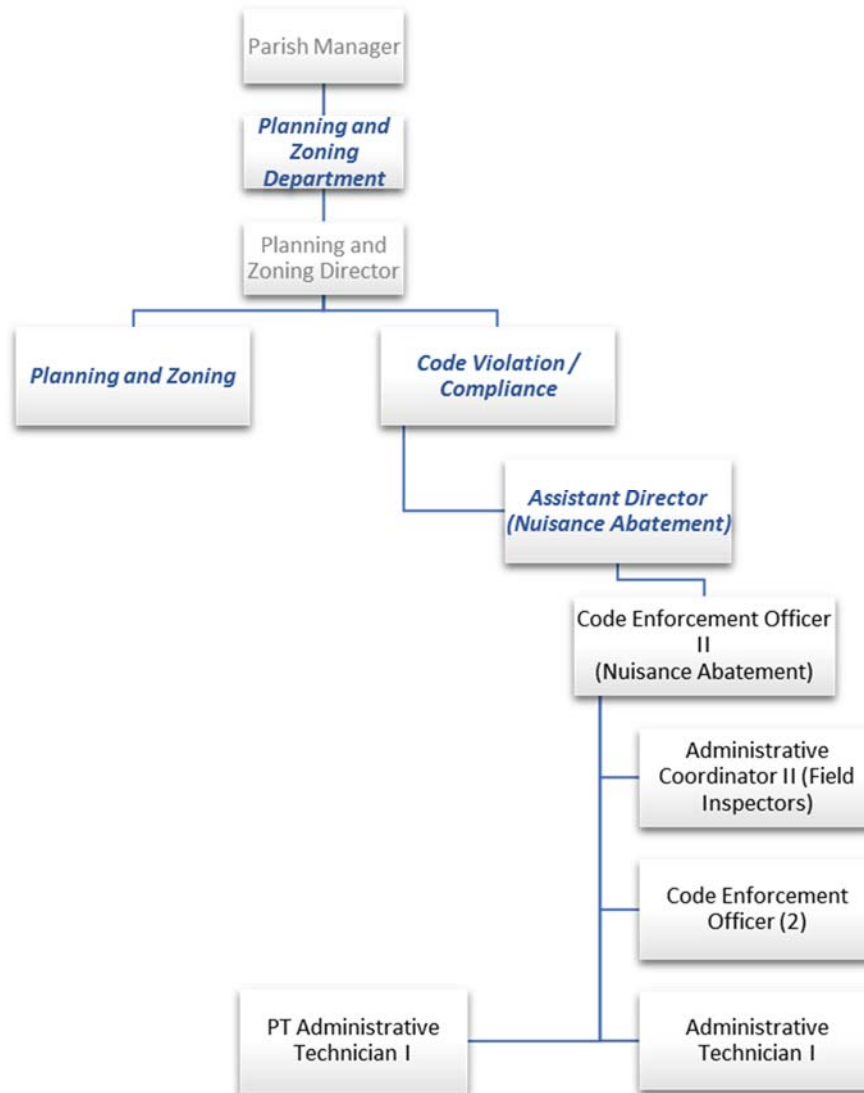 Parish Manager
Planning and
Zoning
Department
Planning and
Zoning Director
Planning and Zoning
Code Violation /
Compliance
Assistant Director
(Nuisance Abatement)
Code Enforcement Officer
II
(Nuisance Abatement)
Administrative
Coordinator II (Field
Inspectors)
Code Enforcement
Officer (2)
PT Administrative
Technician I
Administrative
Technician I